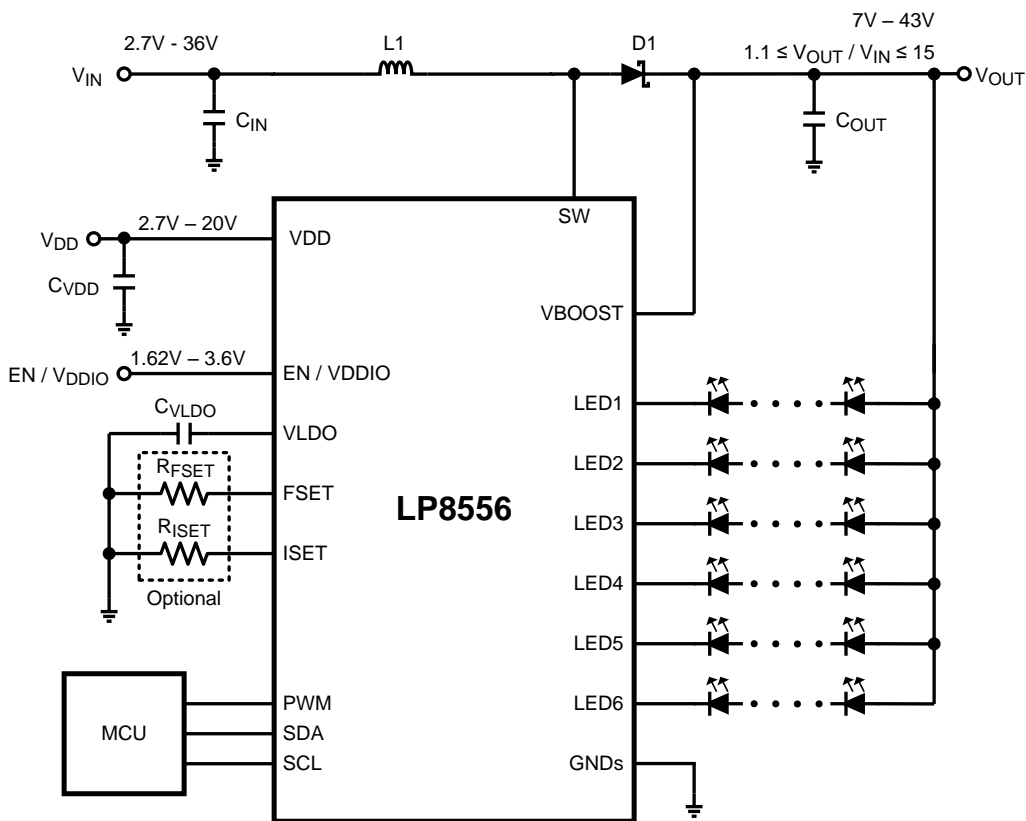 7V – 43V
2.7V - 36V
L1
D1
1.1 ≤ VOUT / VIN ≤ 15
VIN
VOUT
CIN
COUT
SW
2.7V – 20V
VDD
VDD
CVDD
VBOOST
1.62V – 3.6V
EN / VDDIO
EN / VDDIO
LED1
CVLDO
VLDO
LED2
RFSET
FSET
LP8556
LED3
RISET
ISET
LED4
Optional
LED5
PWM
LED6
MCU
SDA
SCL
GNDs